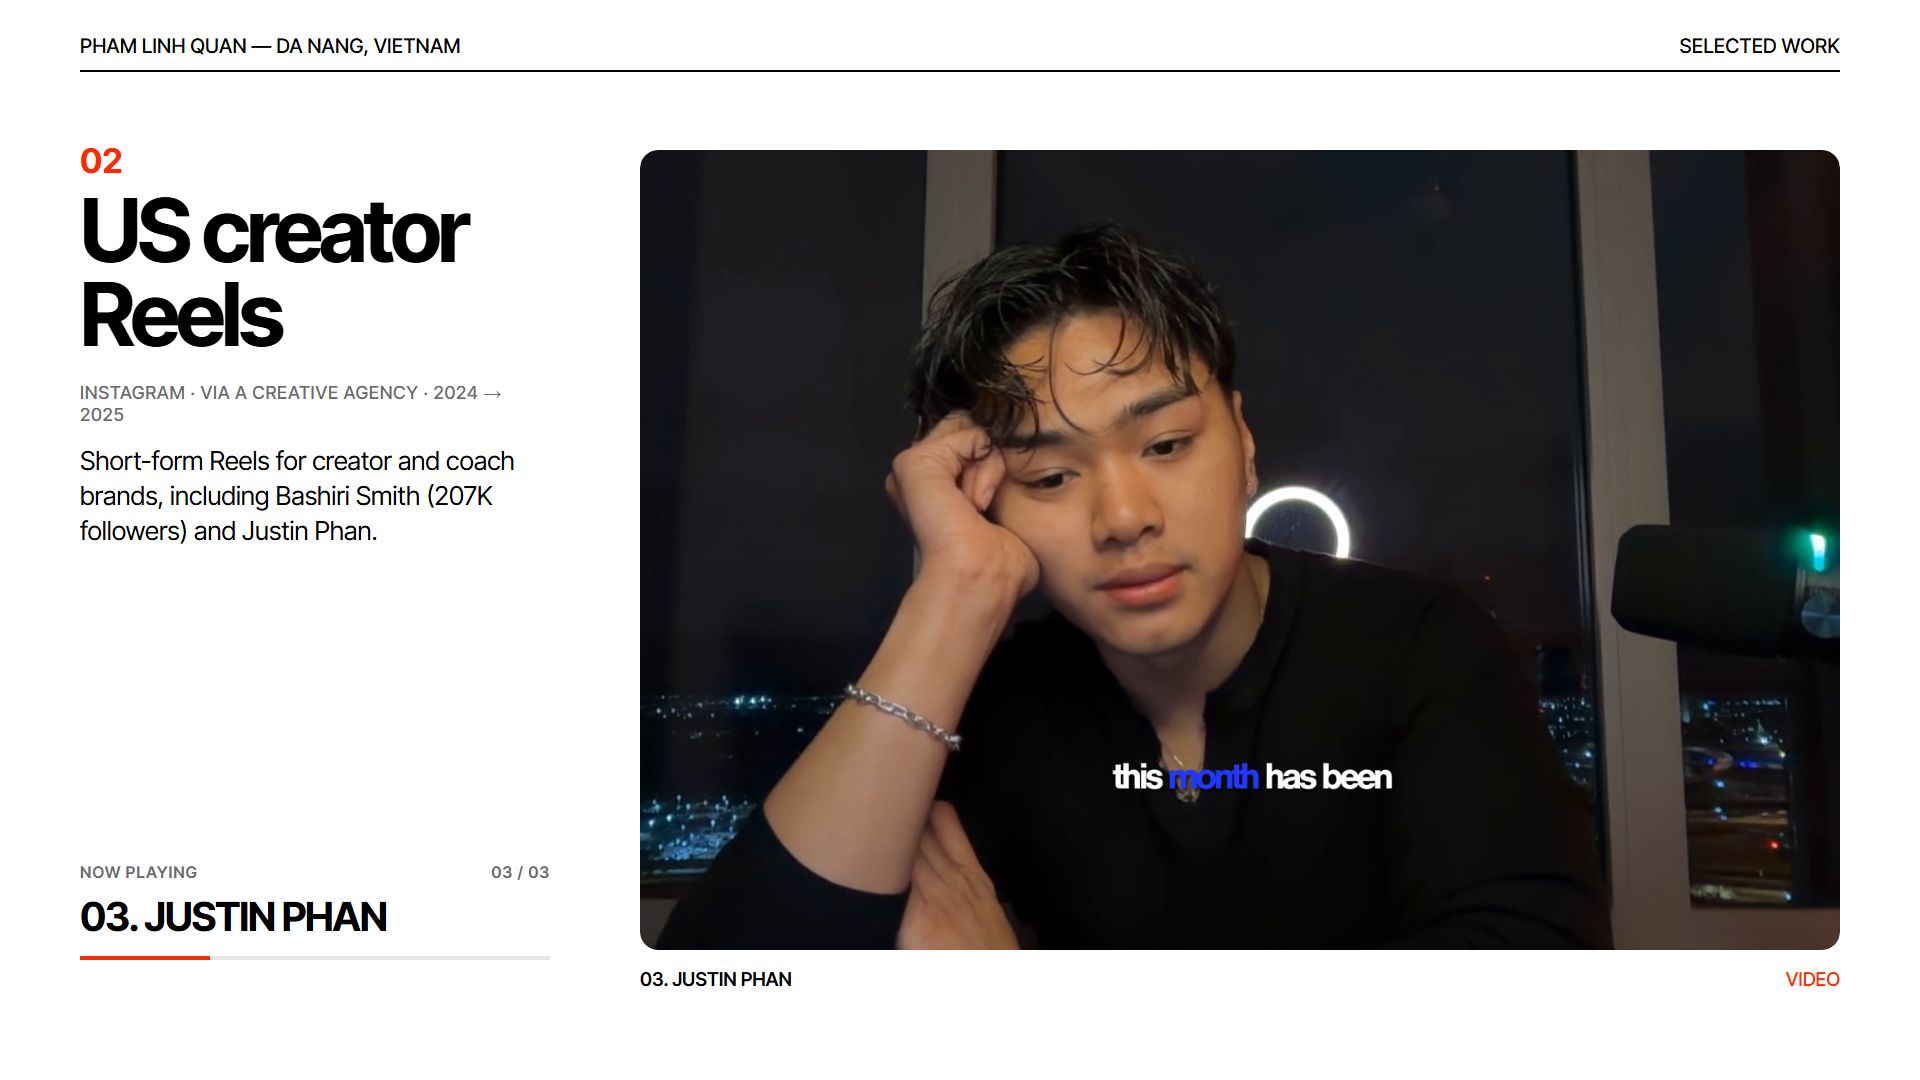 PHAM LINH QUAN — DA NANG, VIETNAM
SELECTED WORK
02
US creator
Reels
INSTAGRAM · VIA A CREATIVE AGENCY · 2024 →
2025
Short-form Reels for creator and coach
brands, including Bashiri Smith (207K
followers) and Justin Phan.
this month has been
NOW PLAYING
03 / 03
03. JUSTIN PHAN
03. JUSTIN PHAN
VIDEO